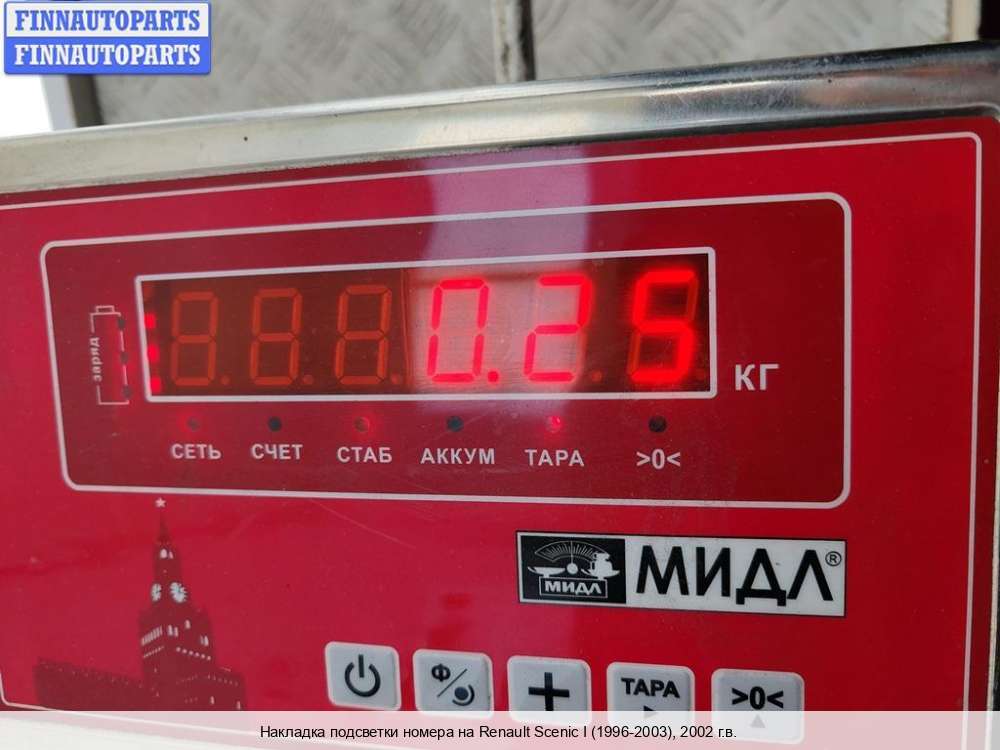 FINNAUTOPARTS
FINNAUTOPARTS
заряд
0.25
КГ
СЕТЬ СЧЕТ СТАБ АККУМ ТАРА >0<
МИДЛ МИДЛ®
Ф
ТАРА
>0<
Накладка подсветки номера на Renault Scenic I (1996-2003), 2002 г.в.